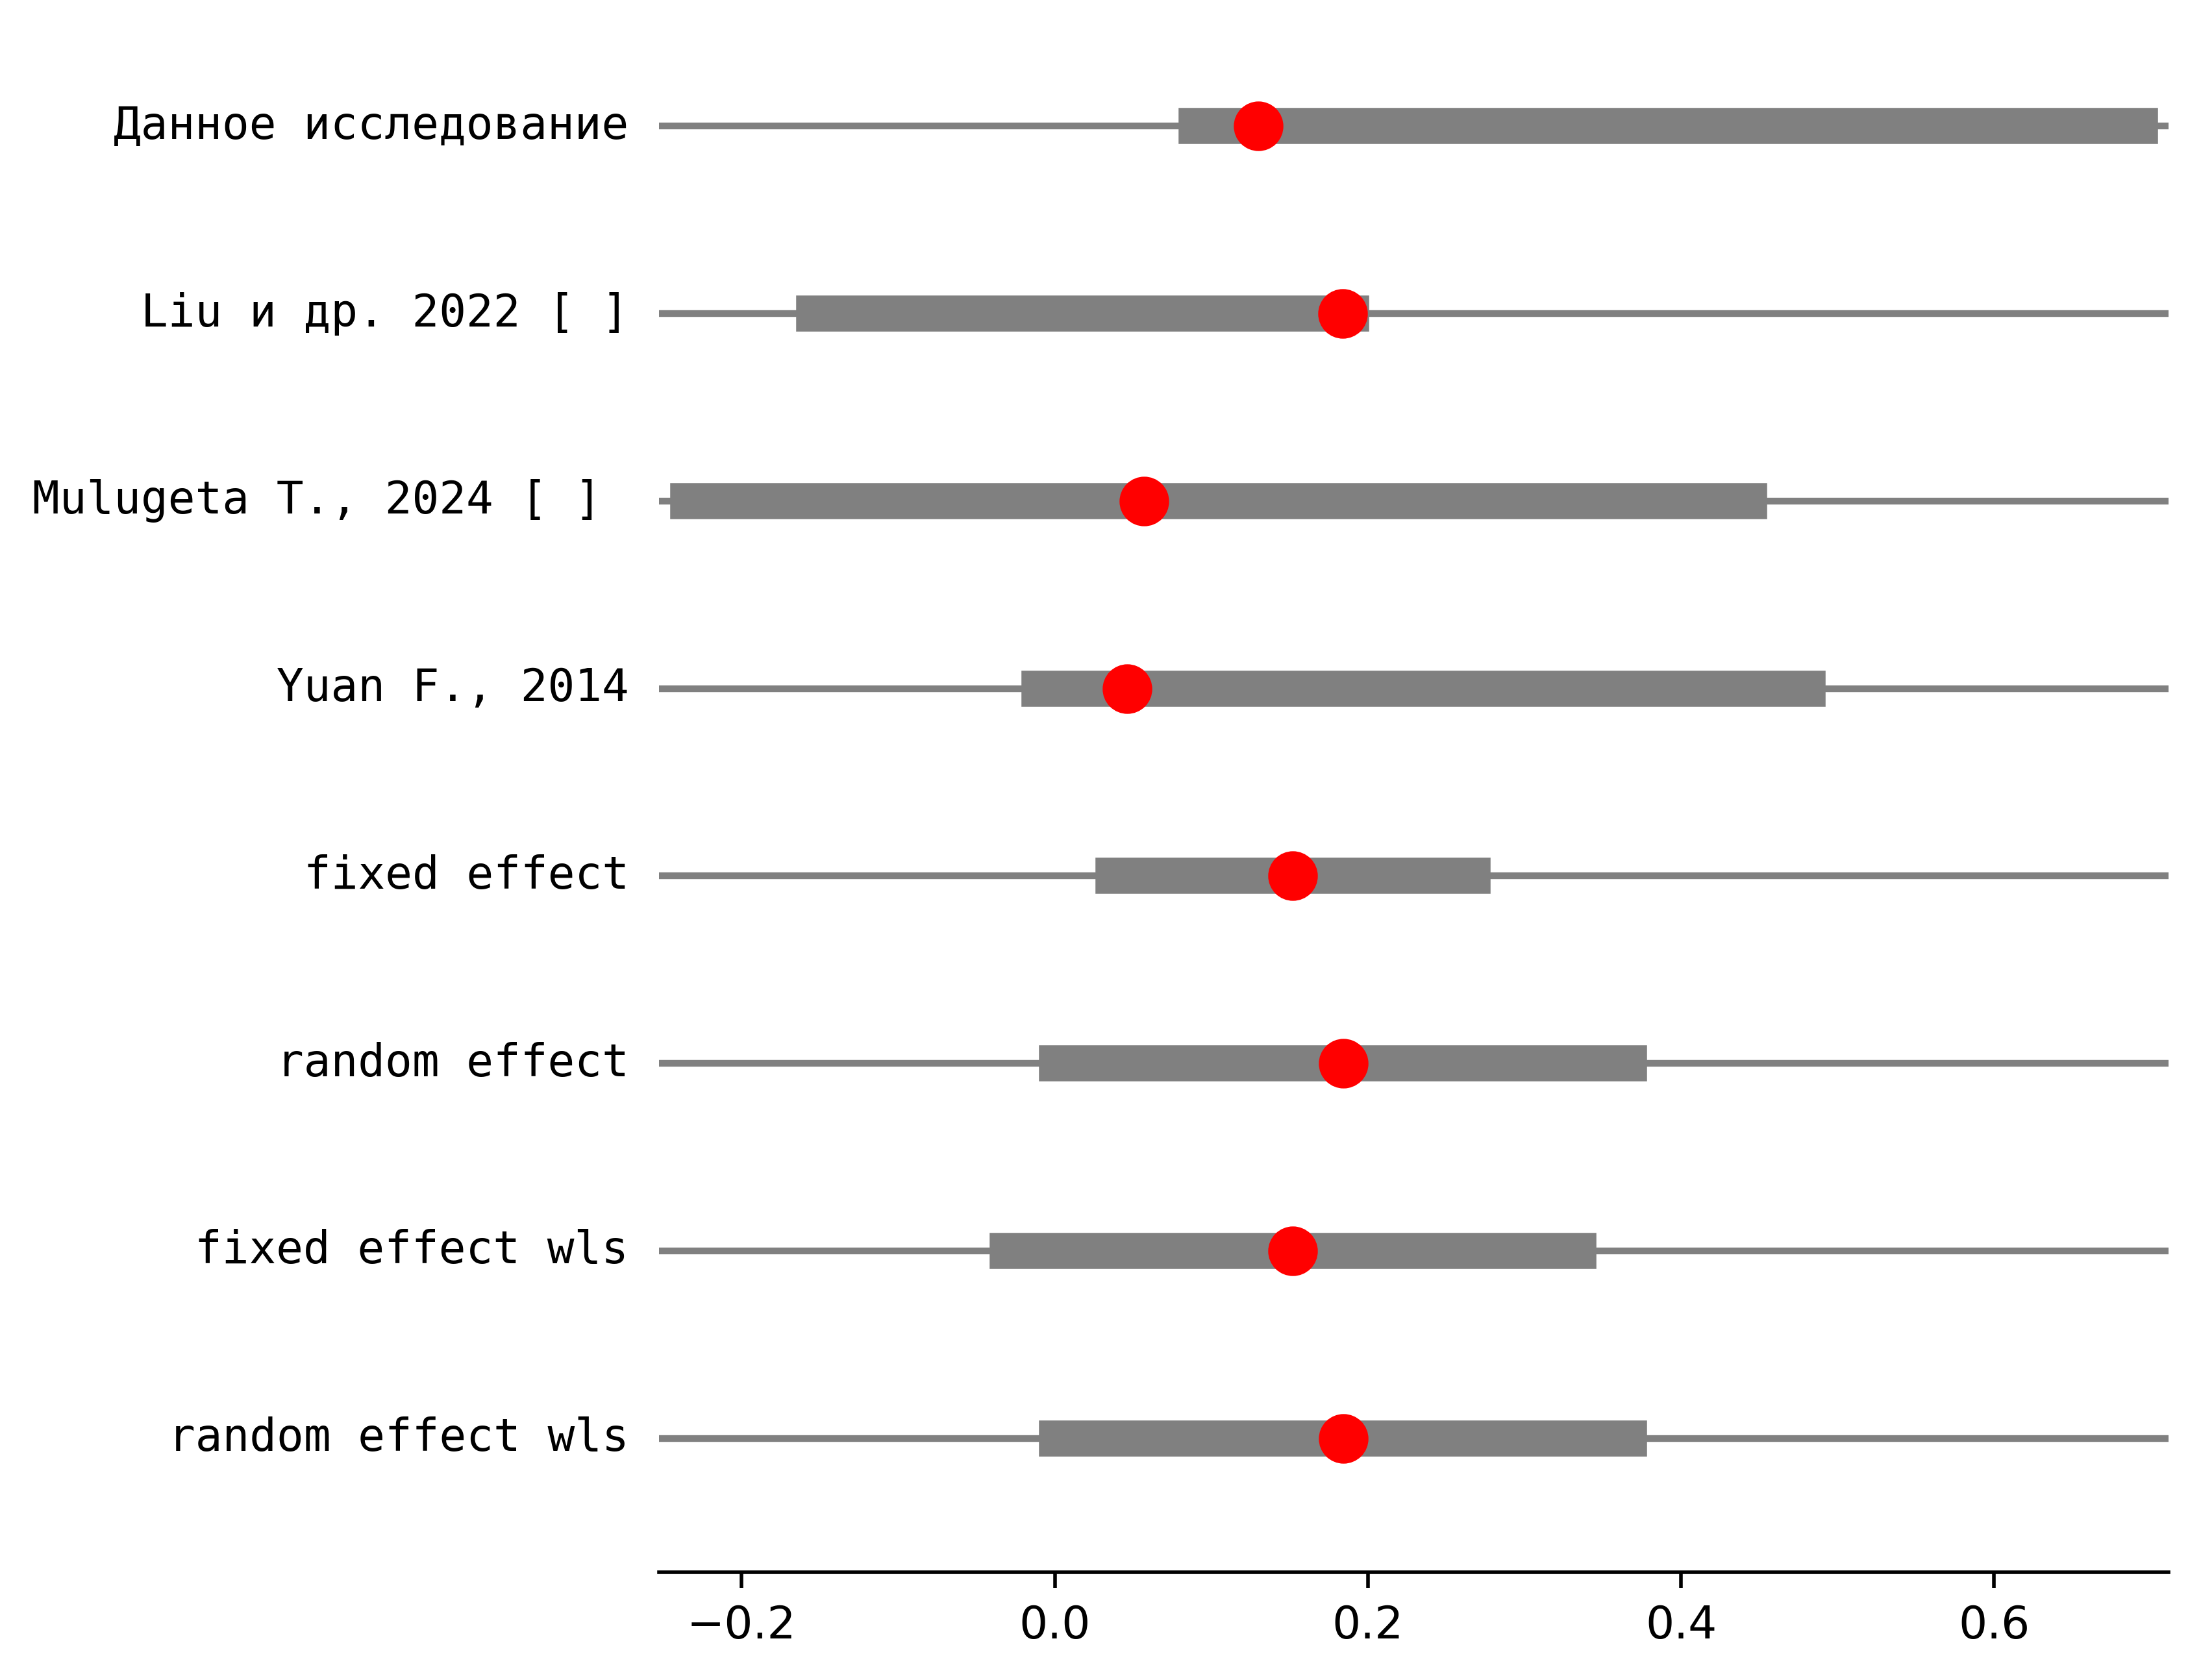 Данное исследование
Liu и др. 2022 [ ]
Mulugeta T., 2024 [ ]
Yuan F., 2014
fixed effect
random effect
fixed effect wls
random effect wls
−0.2 0.0 0.2 0.4 0.6